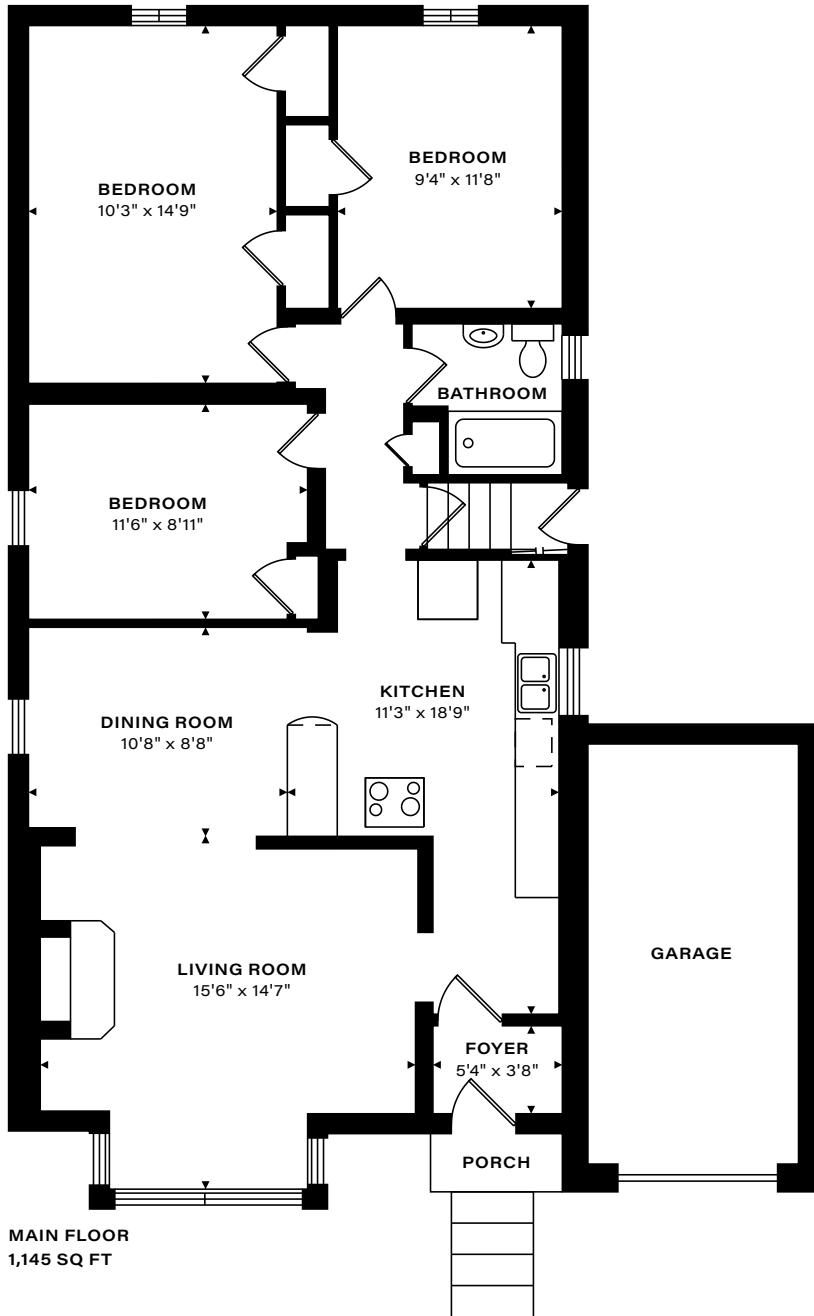 BEDROOM
9'4" x 11'8"
BEDROOM
10'3" x 14'9"
BATHROOM
BEDROOM
11'6" x 8'11"
KITCHEN
11'3" x 18'9"
DINING ROOM
10'8" x 8'8"
GARAGE
LIVING ROOM
15'6" x 14'7"
FOYER
5'4" x 3'8"
PORCH
MAIN FLOOR
1,145 SQ FT